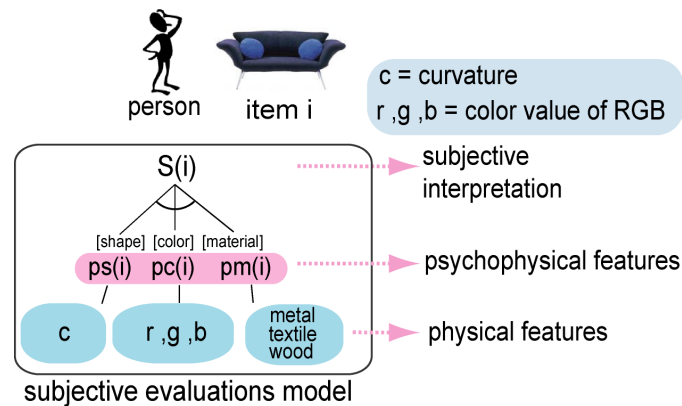 person
item i
c = curvature
r ,g ,b = color value of RGB
S(i)
subjective
interpretation
[shape] [color] [material]
ps(i) pc(i) pm(i)
psychophysical features
c
r ,g ,b
metal
textile
wood
physical features
subjective evaluations model